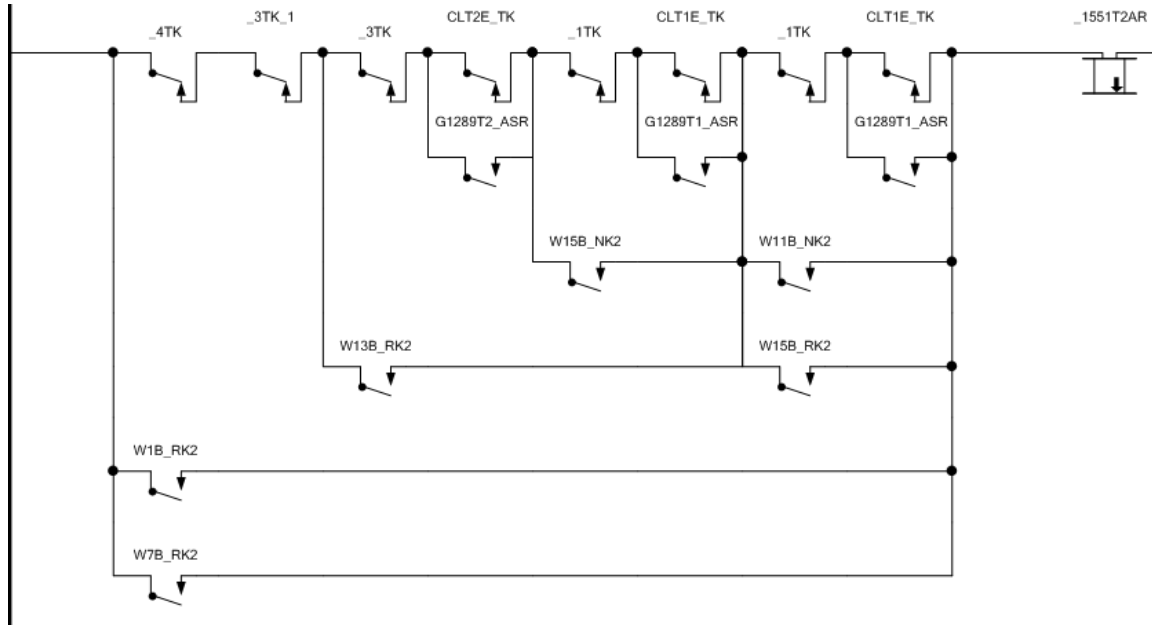 _4TK
_3TK_1
_3TK
CLT2E_TK
_1TK
CLT1E_TK
_1TK
CLT1E_TK
_1551T2AR
G1289T2_ASR
G1289T1_ASR
G1289T1_ASR
W15B_NK2
W11B_NK2
W13B_RK2
W15B_RK2
W1B_RK2
W7B_RK2